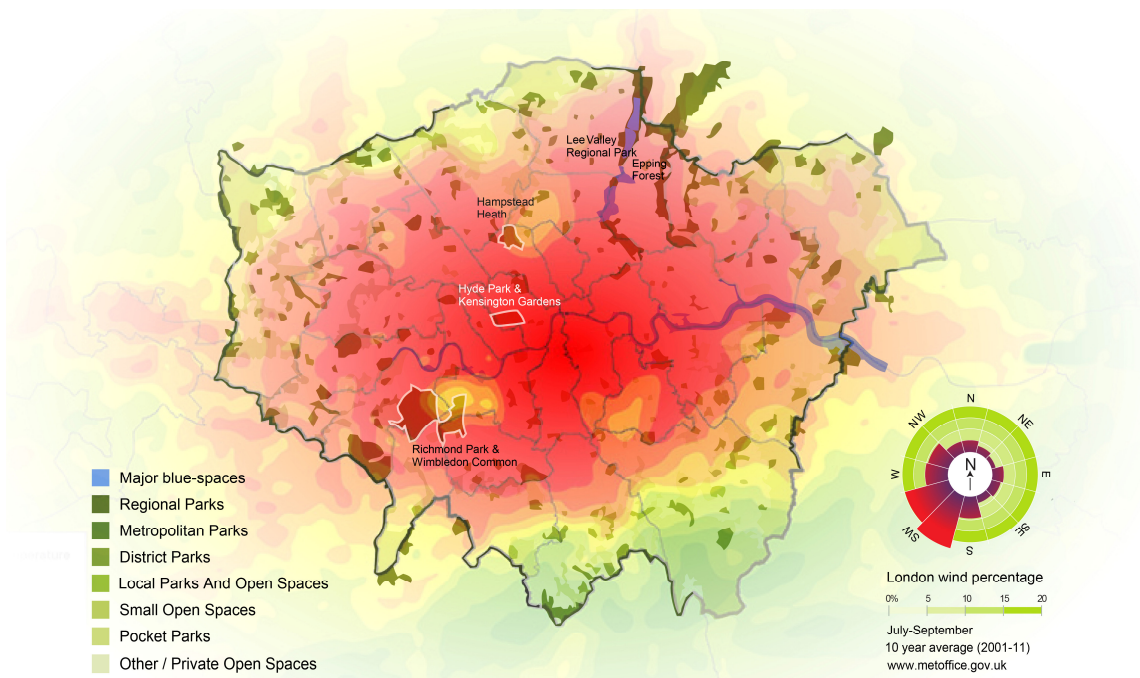 Lee Valley
Regional Park
Epping
Forest
Hampstead
Heath
Hyde Park &
Kensington Gardens
Richmond Park &
Wimbledon Common
Major blue-spaces
Regional Parks
Metropolitan Parks
District Parks
Local Parks And Open Spaces
Small Open Spaces
Pocket Parks
Other / Private Open Spaces
N
NW
NE
N
W
E
SW
SE
S
London wind percentage
0% 5 10 15 20
July-September
10 year average (2001-11)
www.metoffice.gov.uk